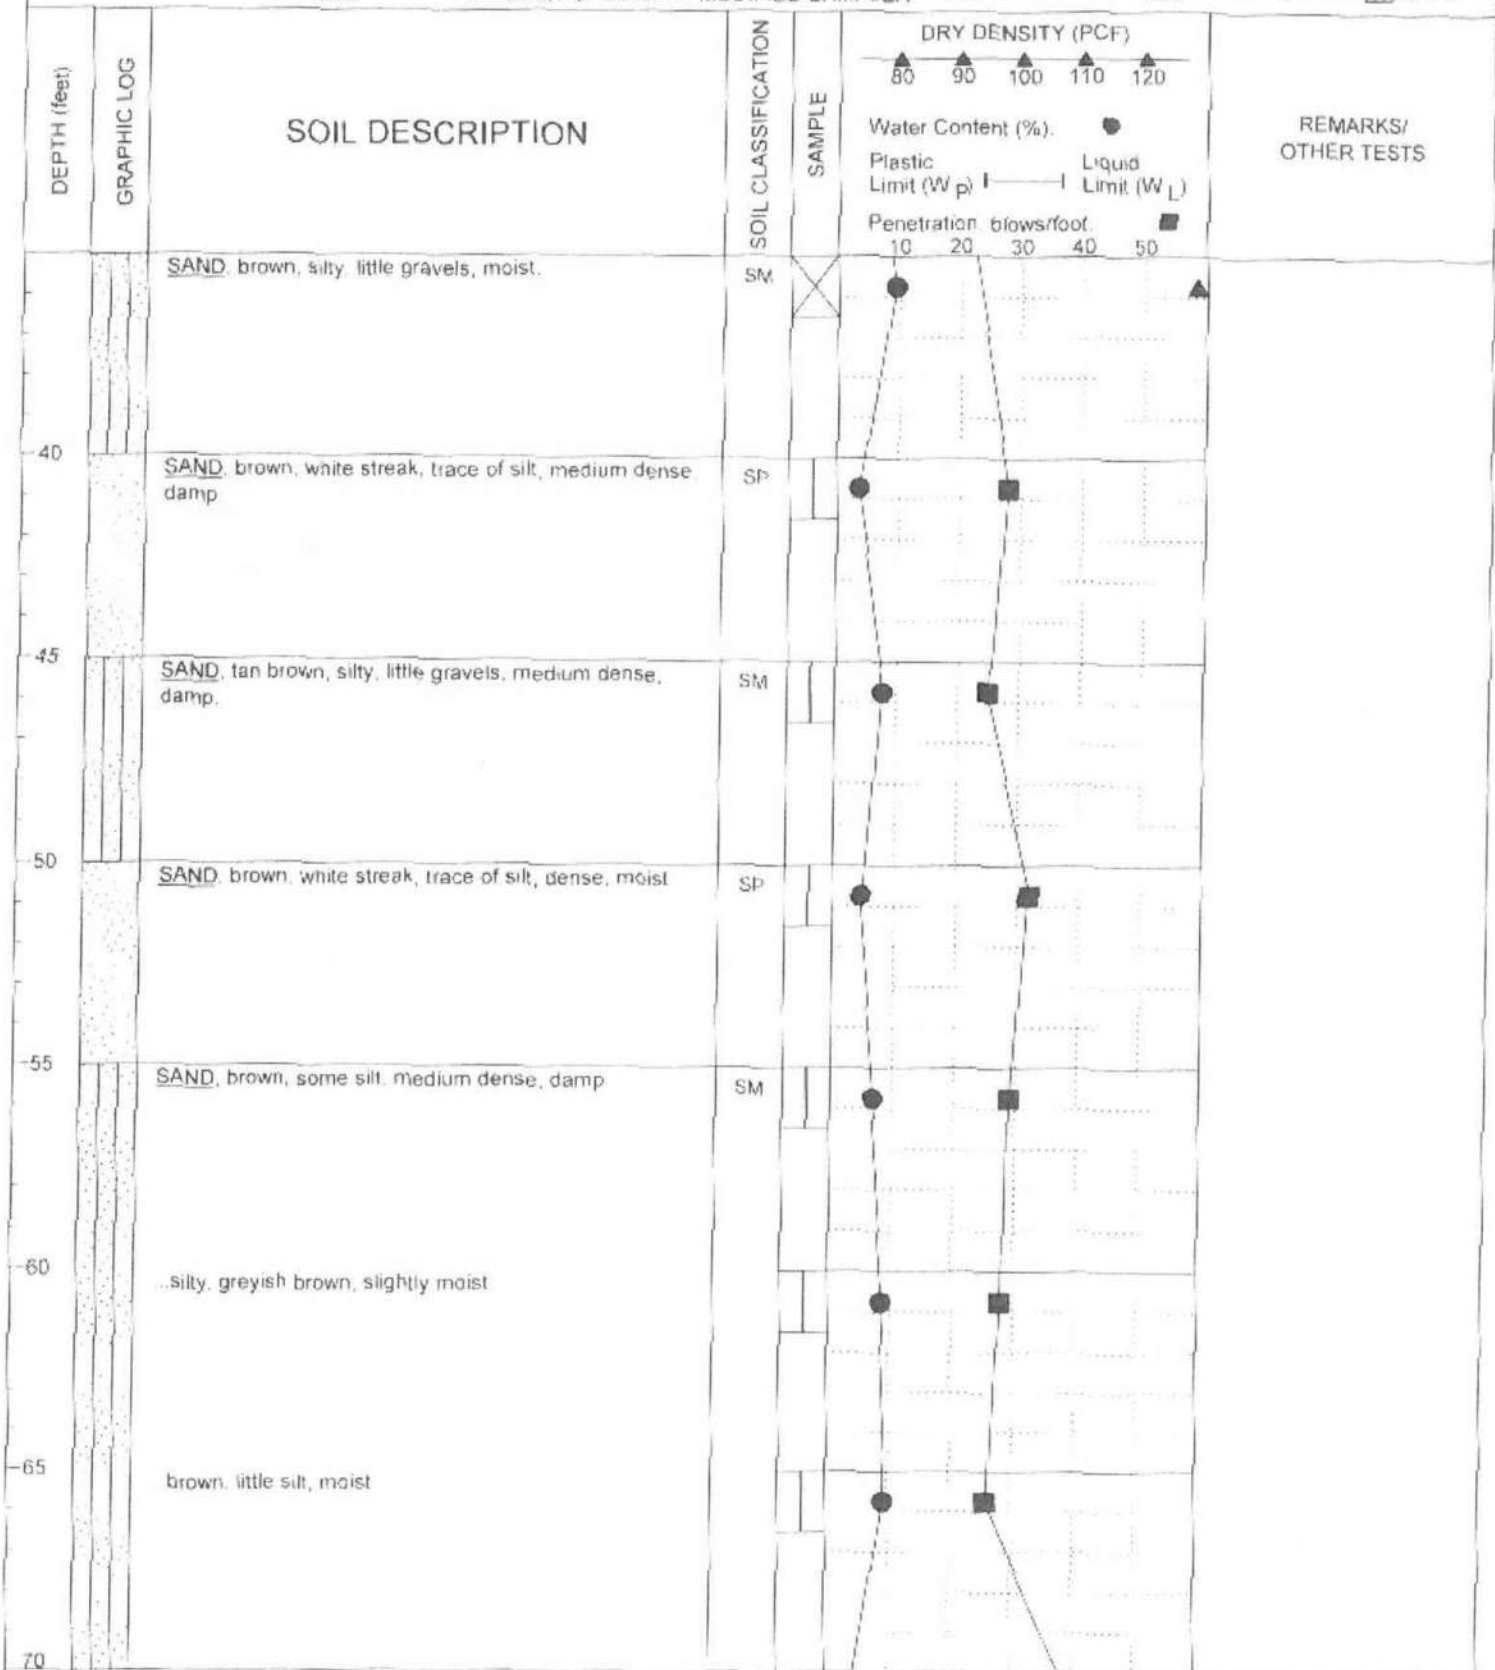 DEPTH (feet)
GRAPHIC LOG
SOIL DESCRIPTION
SOIL CLASSIFICATION
SAMPLE
DRY DENSITY (PCF)
80 90 100 110 120
Water Content (%).
Plastic Liquid
Limit (W P) Limit (W L)
Penetration blows/foot.
10 20 30 40 50
REMARKS/
OTHER TESTS
SAND, brown, silty, little gravels, moist.
SM
40
SAND, brown, white streak, trace of silt, medium dense
damp
SP
45
SAND, tan brown, silty, little gravels, medium dense,
damp.
SM
50
SAND, brown, white streak, trace of silt, dense, moist
SP
55
SAND, brown, some silt, medium dense, damp
SM
60
...silty, greyish brown, slightly moist
65
brown, little silt, moist
70